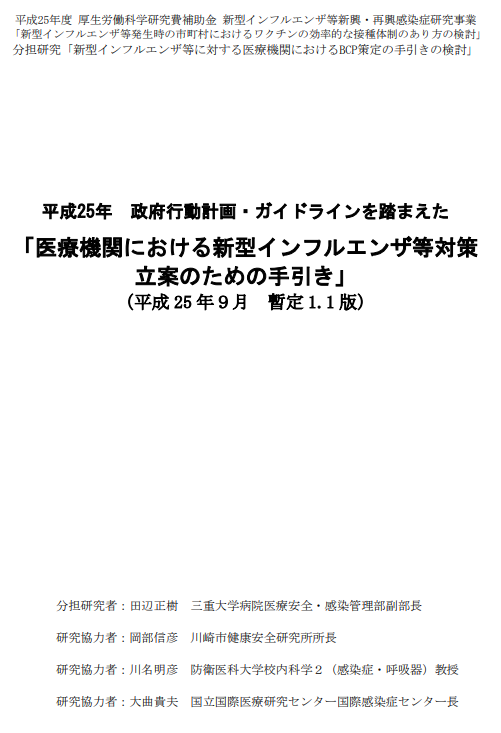 平成25年度 厚生労働科学研究費補助金 新型インフルエンザ等新興・再興感染症研究事業
「新型インフルエンザ等発生時の市町村におけるワクチンの効率的な接種体制のあり方の検討」
分担研究「新型インフルエンザ等に対する医療機関におけるBCP策定の手引きの検討」
平成25年　政府行動計画・ガイドラインを踏まえた
「医療機関における新型インフルエンザ等対策
立案のための手引き」
(平成 25 年９月　暫定 1.1 版)
分担研究者：田辺正樹　三重大学病院医療安全・感染管理部副部長
研究協力者：岡部信彦　川崎市健康安全研究所所長
研究協力者：川名明彦　防衛医科大学校内科学２（感染症・呼吸器）教授
研究協力者：大曲貴夫　国立国際医療研究センター国際感染症センター長